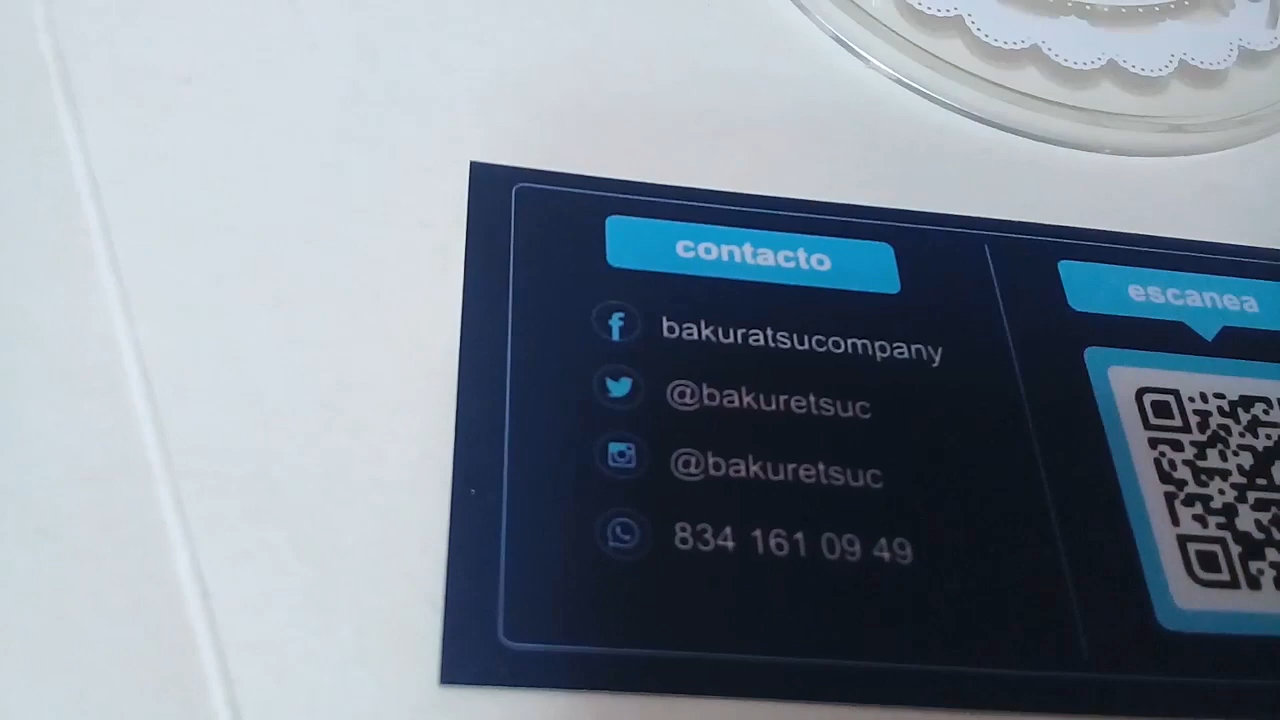 contacto
bakuratsucompany
@bakuretsuc
@bakuretsuc
834 161 09 49
escanea